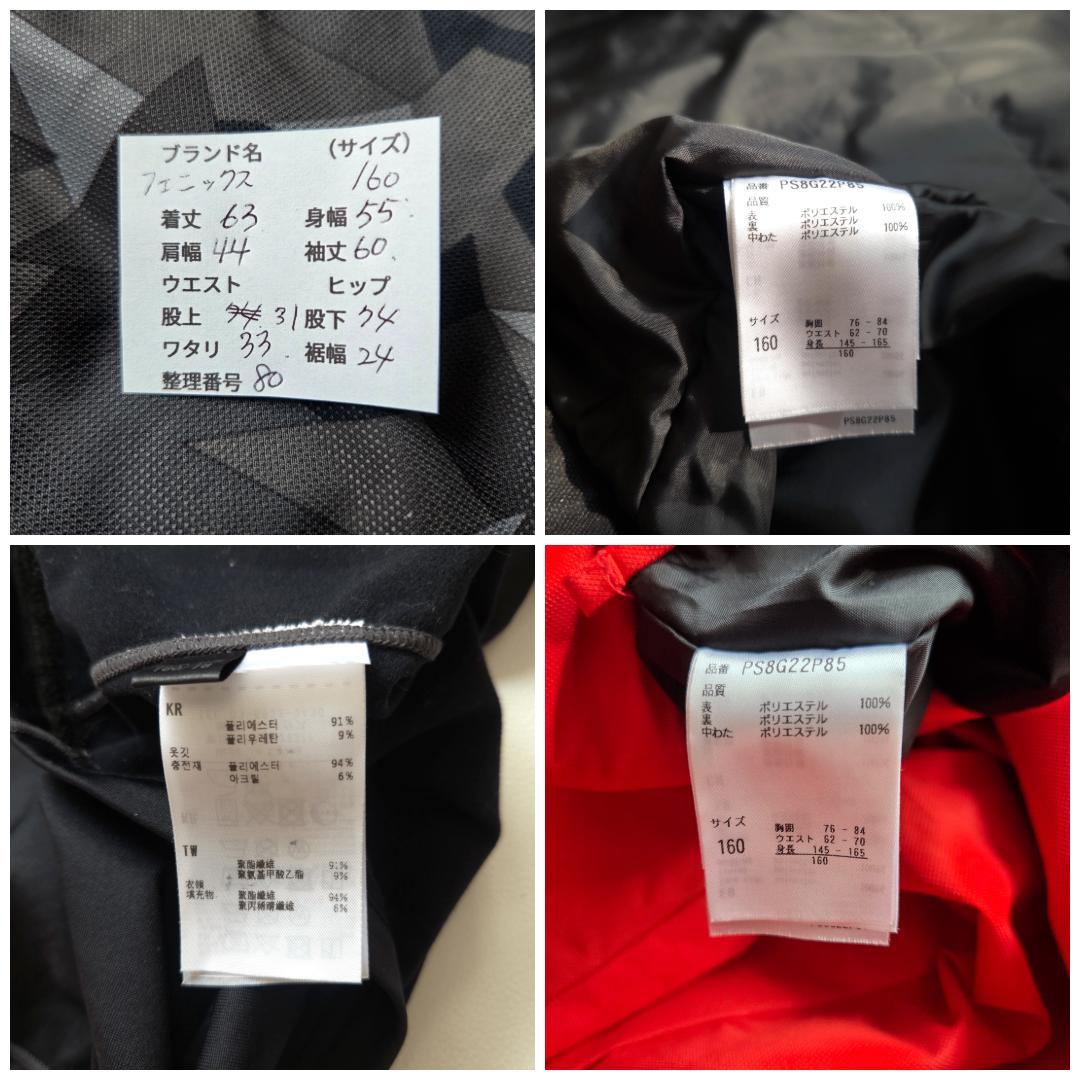 ブランド名 (サイズ)
フェニックス 160
着丈 63 身幅 55
肩幅 44 袖丈 60
ウエスト ヒップ
股上 31 股下 74
ワタリ 33 裾幅 24
整理番号 80
品番 PS8G22P85
品質
表 ポリエステル 100%
裏 ポリエステル
中わた ポリエステル 100%
サイズ 胸囲 76 - 84
160 ウエスト 62 - 70
身長 145 - 165
160
PS8G22P85
KR
폴리에스터 91%
폴리우레탄 9%
옷깃
충전재 폴리에스터 94%
아크릴 6%
TW
聚酯纖維 91%
聚氨基甲酸乙酯 9%
衣領
填充物 聚酯纖維 94%
聚丙烯腈纖維 6%
品番 PS8G22P85
品質
表 ポリエステル 100%
裏 ポリエステル
中わた ポリエステル 100%
サイズ 胸囲 76 - 84
160 ウエスト 62 - 70
身長 145 - 165
160